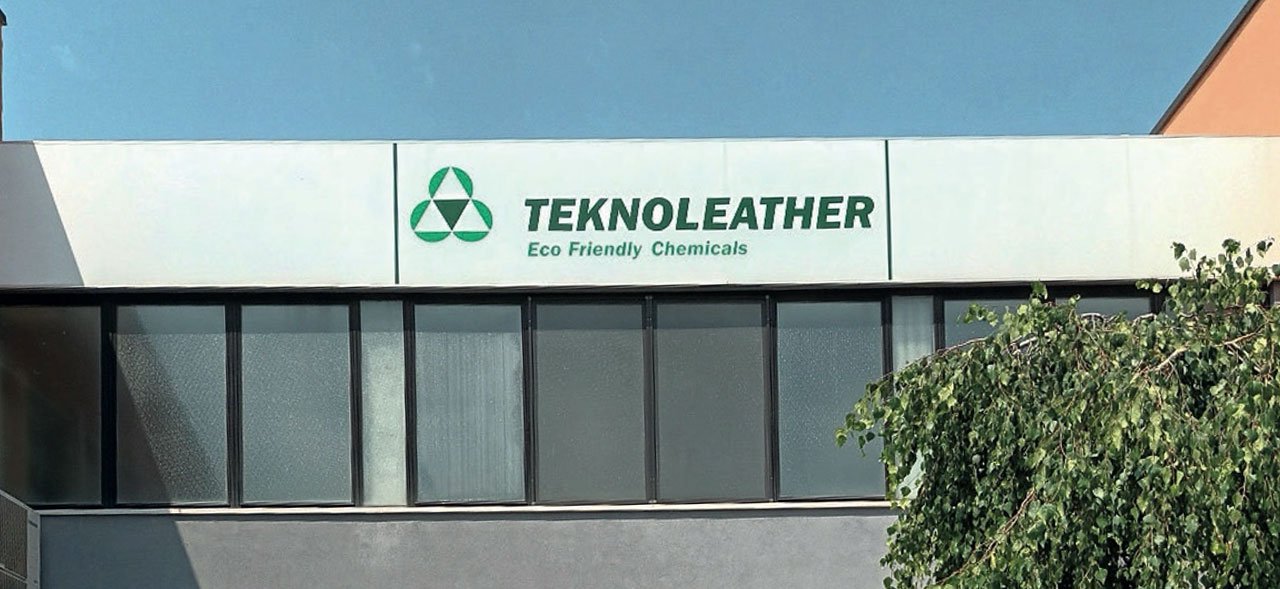 TEKNOLEATHER
Eco Friendly Chemicals